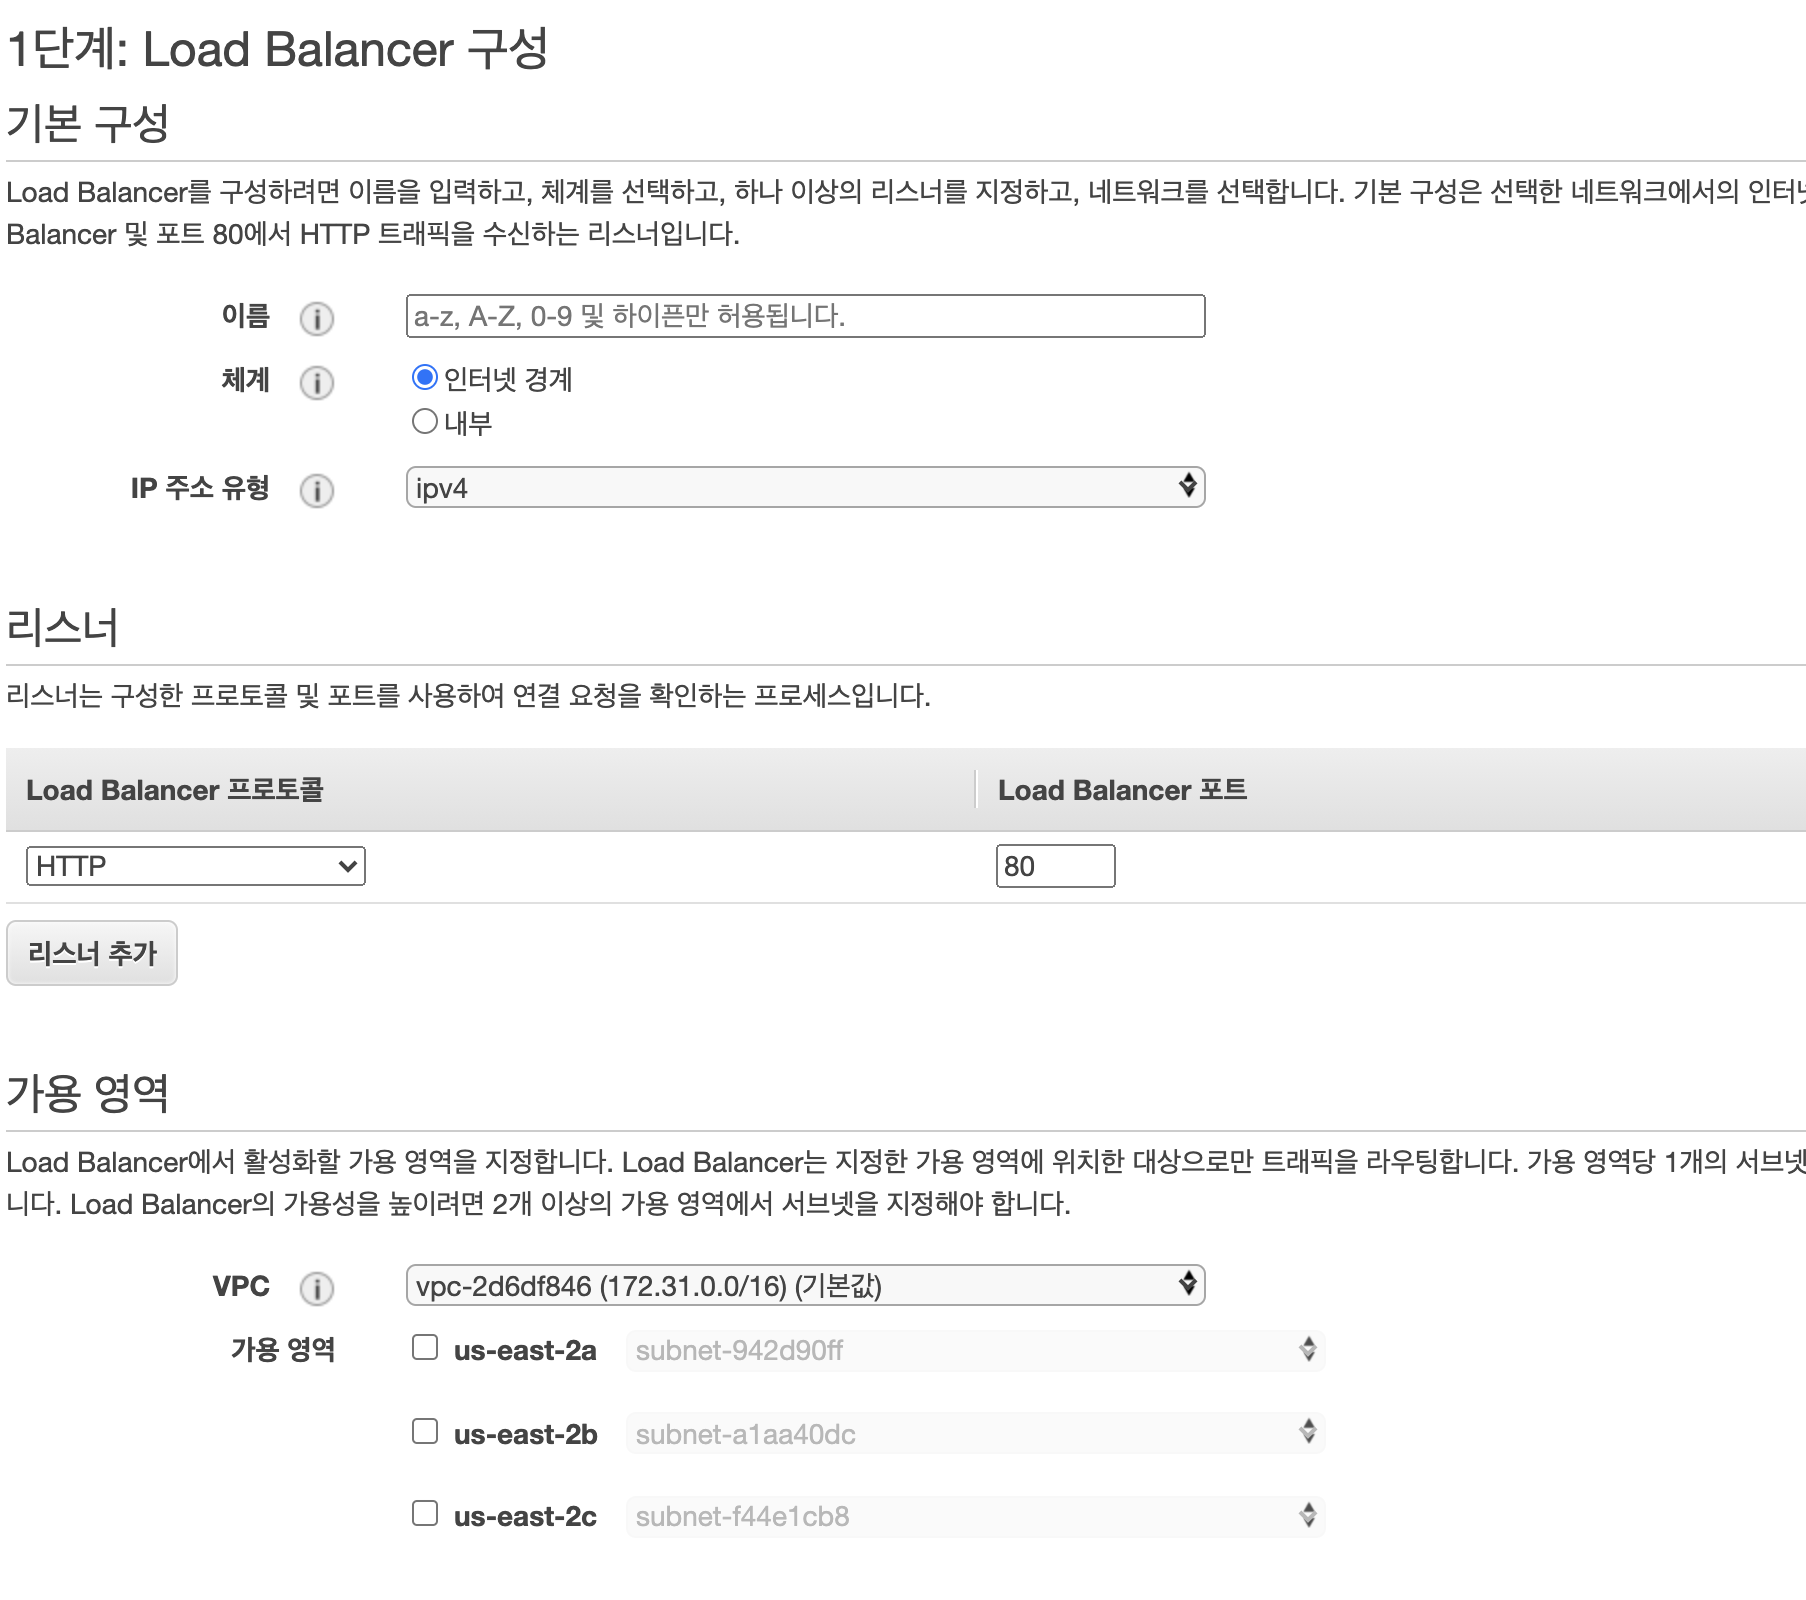 1단계: Load Balancer 구성
기본 구성
Load Balancer를 구성하려면 이름을 입력하고, 체계를 선택하고, 하나 이상의 리스너를 지정하고, 네트워크를 선택합니다. 기본 구성은 선택한 네트워크에서의
Balancer 및 포트 80에서 HTTP 트래픽을 수신하는 리스너입니다.
이름 a-z, A-Z, 0-9 및 하이픈만 허용됩니다.
체계 인터넷 경계
내부
IP 주소 유형 ipv4
리스너
리스너는 구성한 프로토콜 및 포트를 사용하여 연결 요청을 확인하는 프로세스입니다.
Load Balancer 프로토콜 Load Balancer 포트
HTTP 80
리스너 추가
가용 영역
Load Balancer에서 활성화할 가용 영역을 지정합니다. Load Balancer는 지정한 가용 영역에 위치한 대상으로만 트래픽을 라우팅합니다. 가용 영역당 1개의 서브넷
니다. Load Balancer의 가용성을 높이려면 2개 이상의 가용 영역에서 서브넷을 지정해야 합니다.
VPC vpc-2d6df846 (172.31.0.0/16) (기본값)
가용 영역 us-east-2a subnet-942d90ff
us-east-2b subnet-a1aa40dc
us-east-2c subnet-f44e1cb8